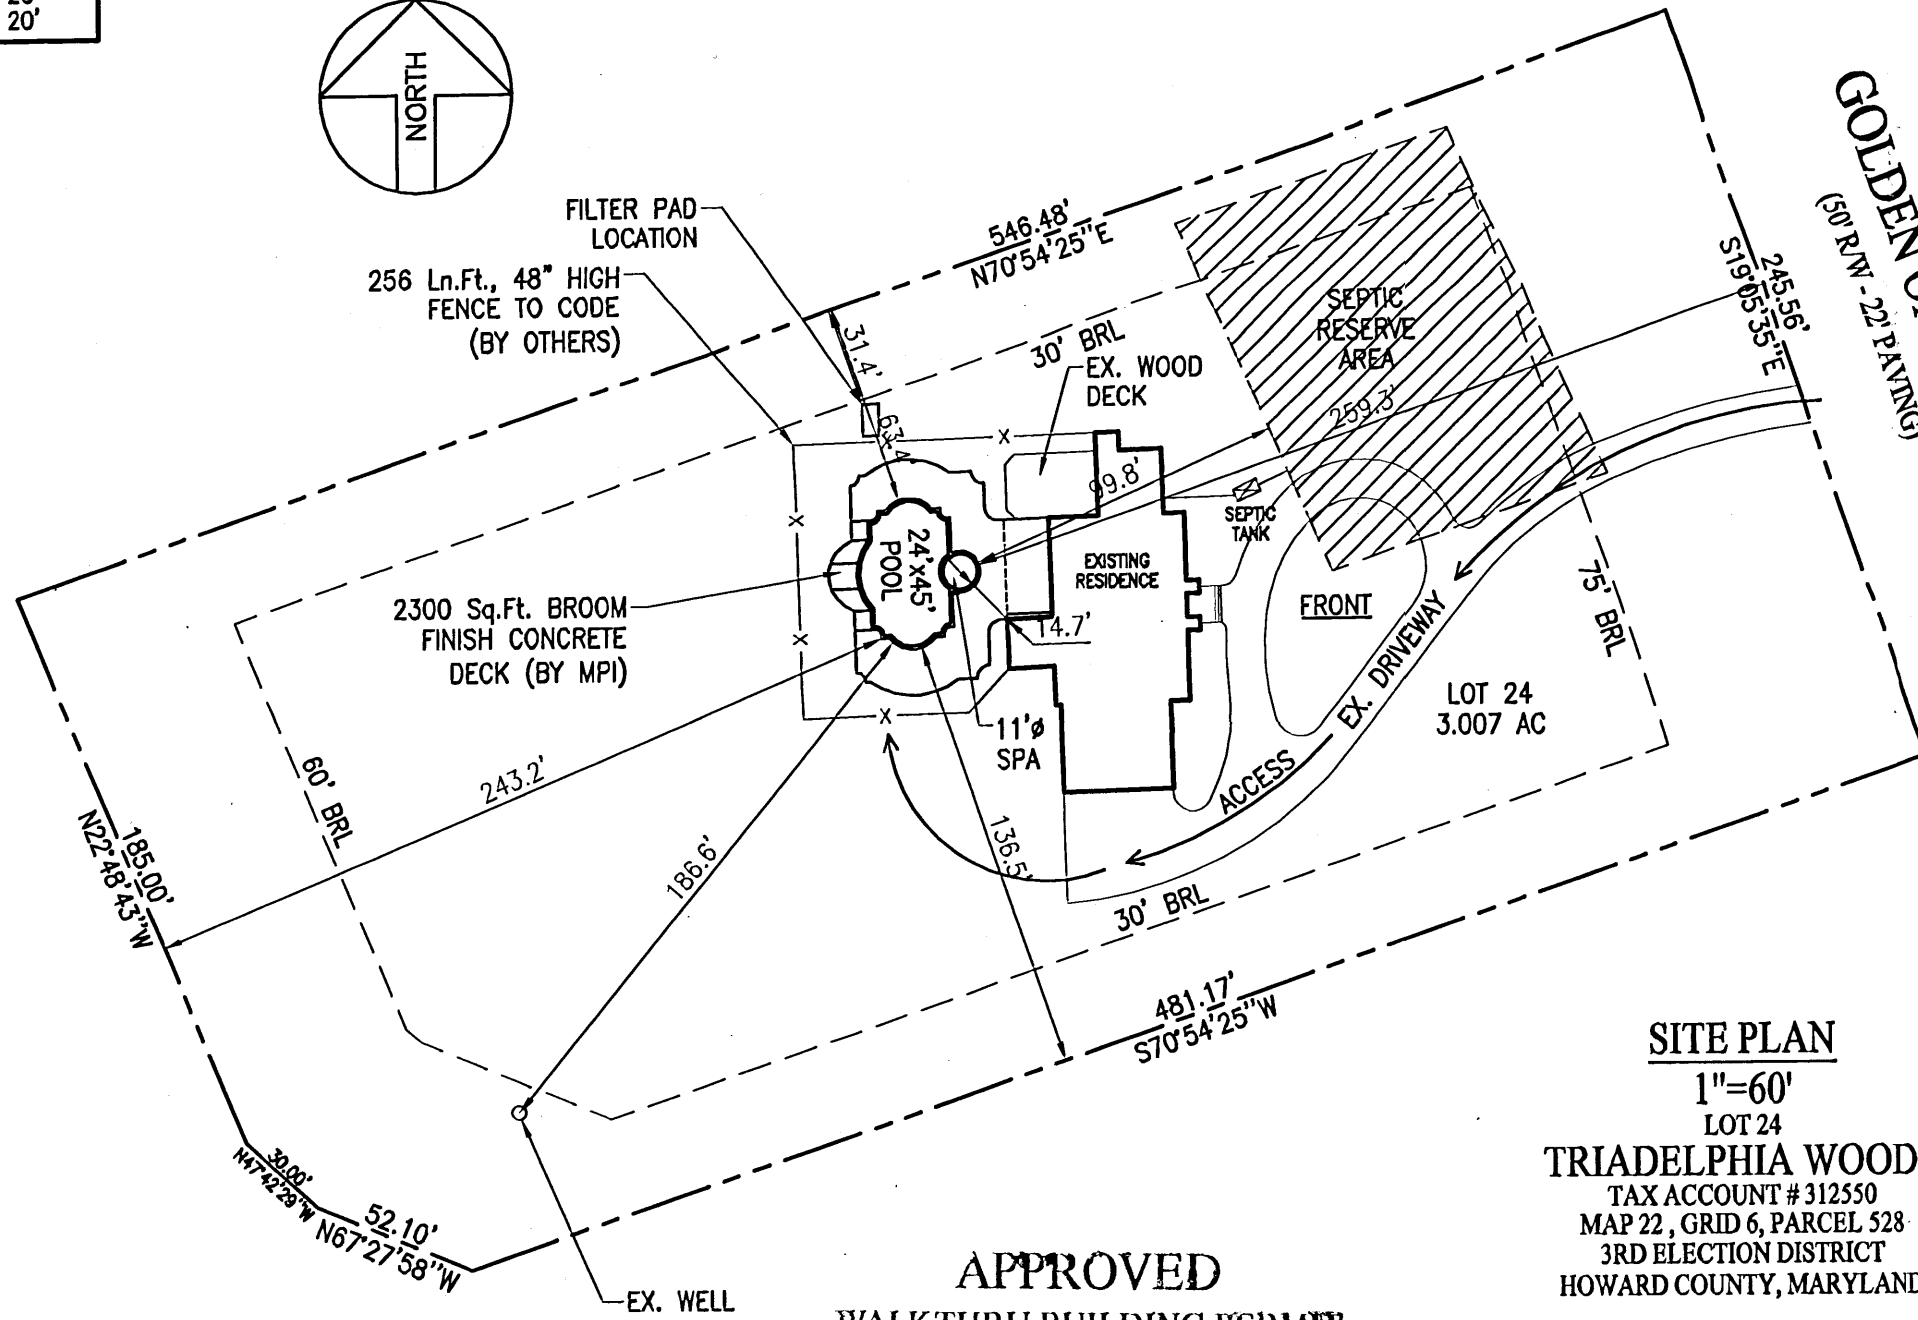 20'
NORTH
FILTER PAD
LOCATION
256 Ln.Ft., 48" HIGH
FENCE TO CODE
(BY OTHERS)
546.48'
N70°54'25"E
GOLDEN
(50' R/W - 22' PAVING)
245.56'
S19°05'35"E
31.4'
63.4'
30' BRL
EX. WOOD
DECK
SEPTIC
RESERVE
AREA
259.3'
99.8'
SEPTIC
TANK
24'x45'
POOL
EXISTING
RESIDENCE
FRONT
75' BRL
2300 Sq.Ft. BROOM
FINISH CONCRETE
DECK (BY MPI)
14.7'
11'ø
SPA
EX. DRIVEWAY
ACCESS
LOT 24
3.007 AC
60' BRL
243.2'
186.6'
136.5'
30' BRL
185.00'
N22°48'43"W
481.17'
S70°54'25"W
30.00'
N47°42'29"W
52.10'
N67°27'58"W
EX. WELL
SITE PLAN
1"=60'
LOT 24
TRIADELPHIA WOOD
TAX ACCOUNT # 312550
MAP 22, GRID 6, PARCEL 528
3RD ELECTION DISTRICT
HOWARD COUNTY, MARYLAND
APPROVED
WALK THRU BUILDING PERMIT